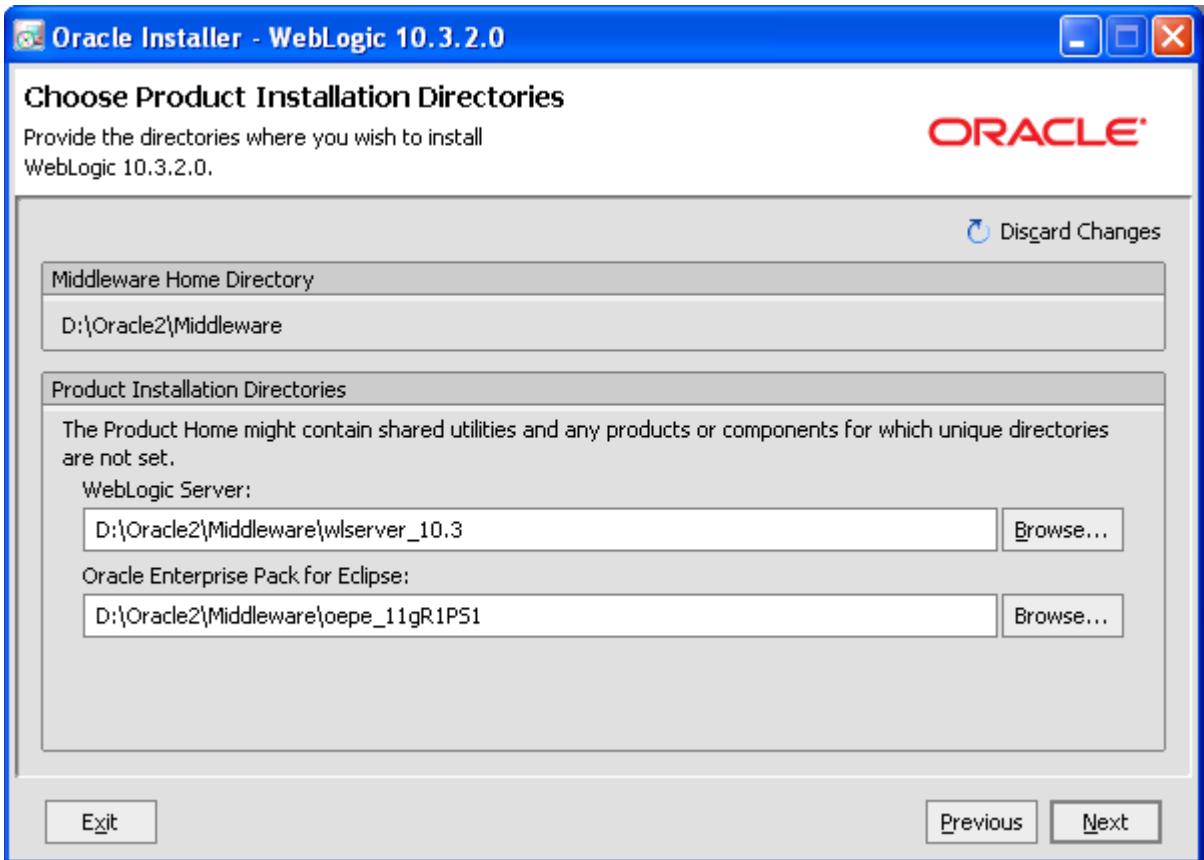 Oracle Installer - WebLogic 10.3.2.0
Choose Product Installation Directories
Provide the directories where you wish to install
WebLogic 10.3.2.0.
ORACLE
Discard Changes
Middleware Home Directory
D:\Oracle2\Middleware
Product Installation Directories
The Product Home might contain shared utilities and any products or components for which unique directories
are not set.
WebLogic Server:
D:\Oracle2\Middleware\wlserver_10.3
Browse...
Oracle Enterprise Pack for Eclipse:
D:\Oracle2\Middleware\oepe_11gR1PS1
Browse...
Exit
Previous
Next